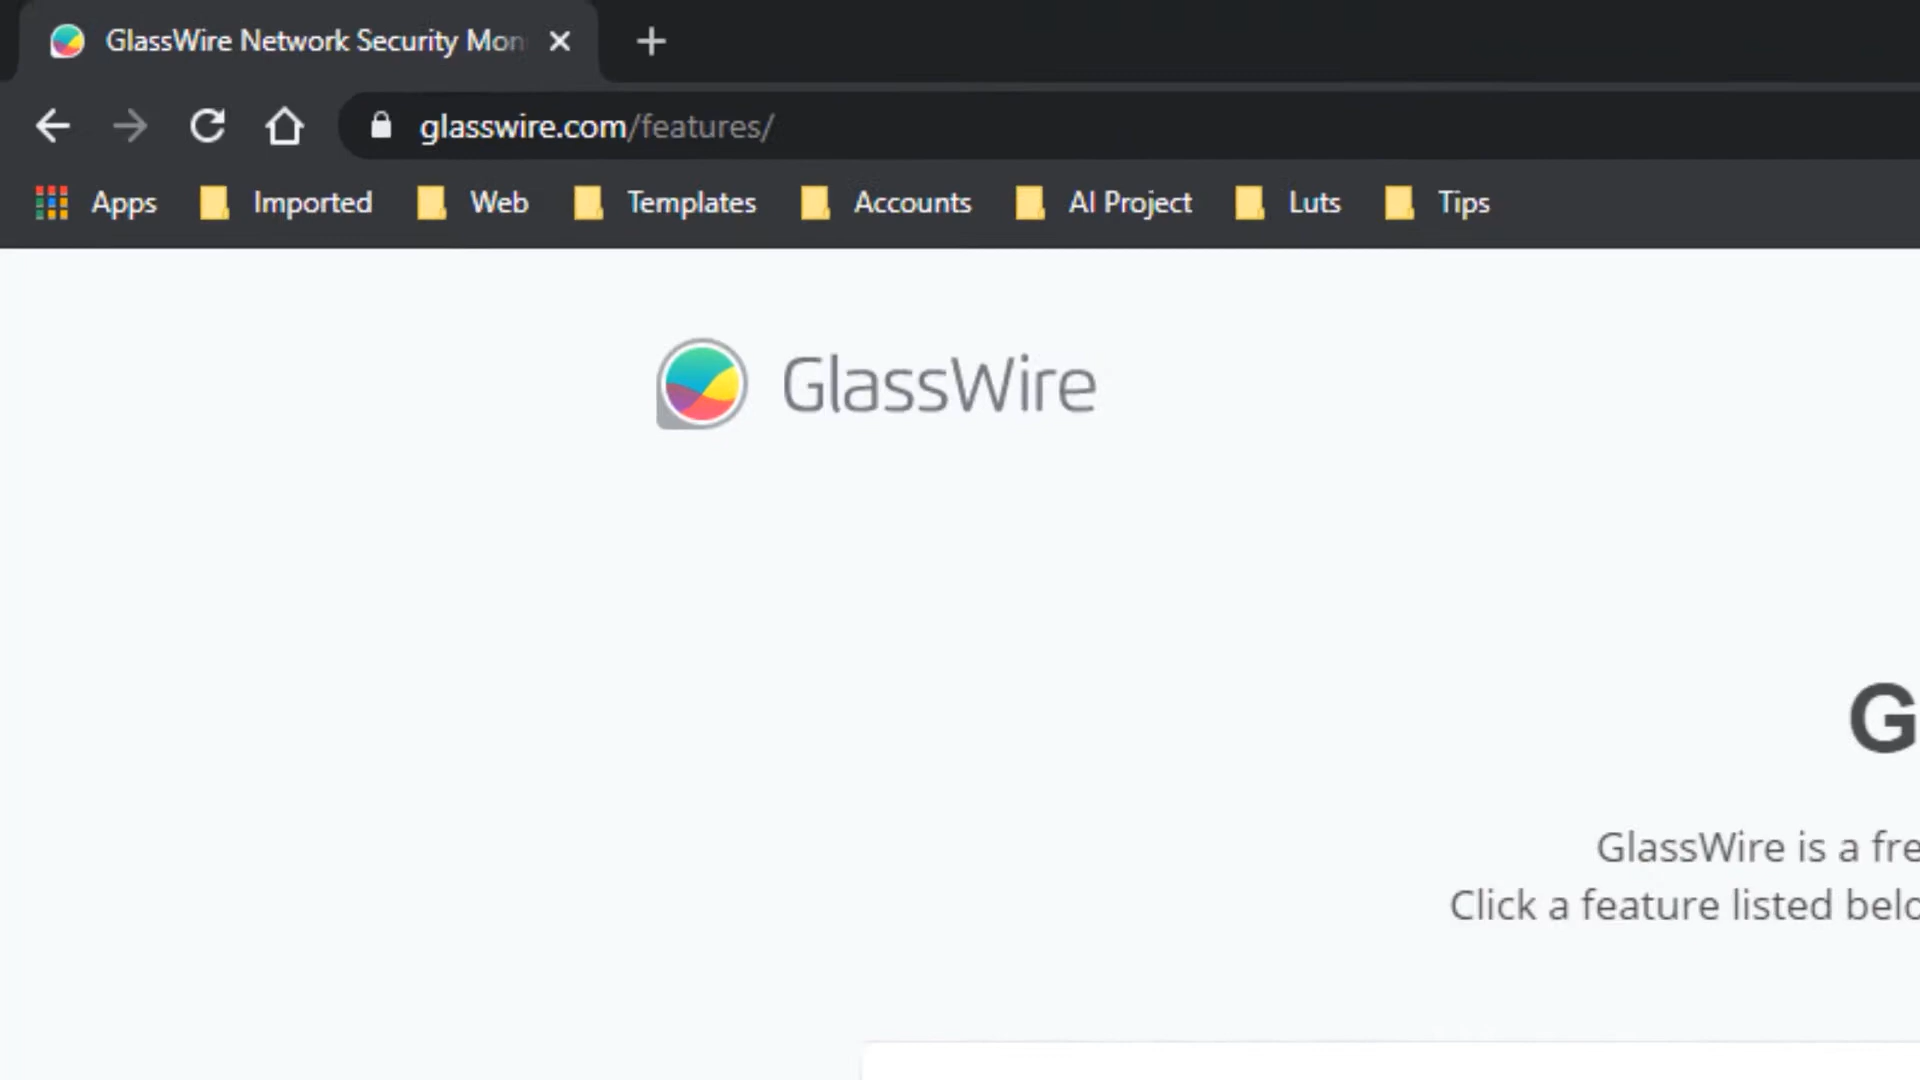 GlassWire Network Security Mon
glasswire.com/features/
Apps Imported Web Templates Accounts AI Project Luts Tips
GlassWire
G
GlassWire is a fre
Click a feature listed belo